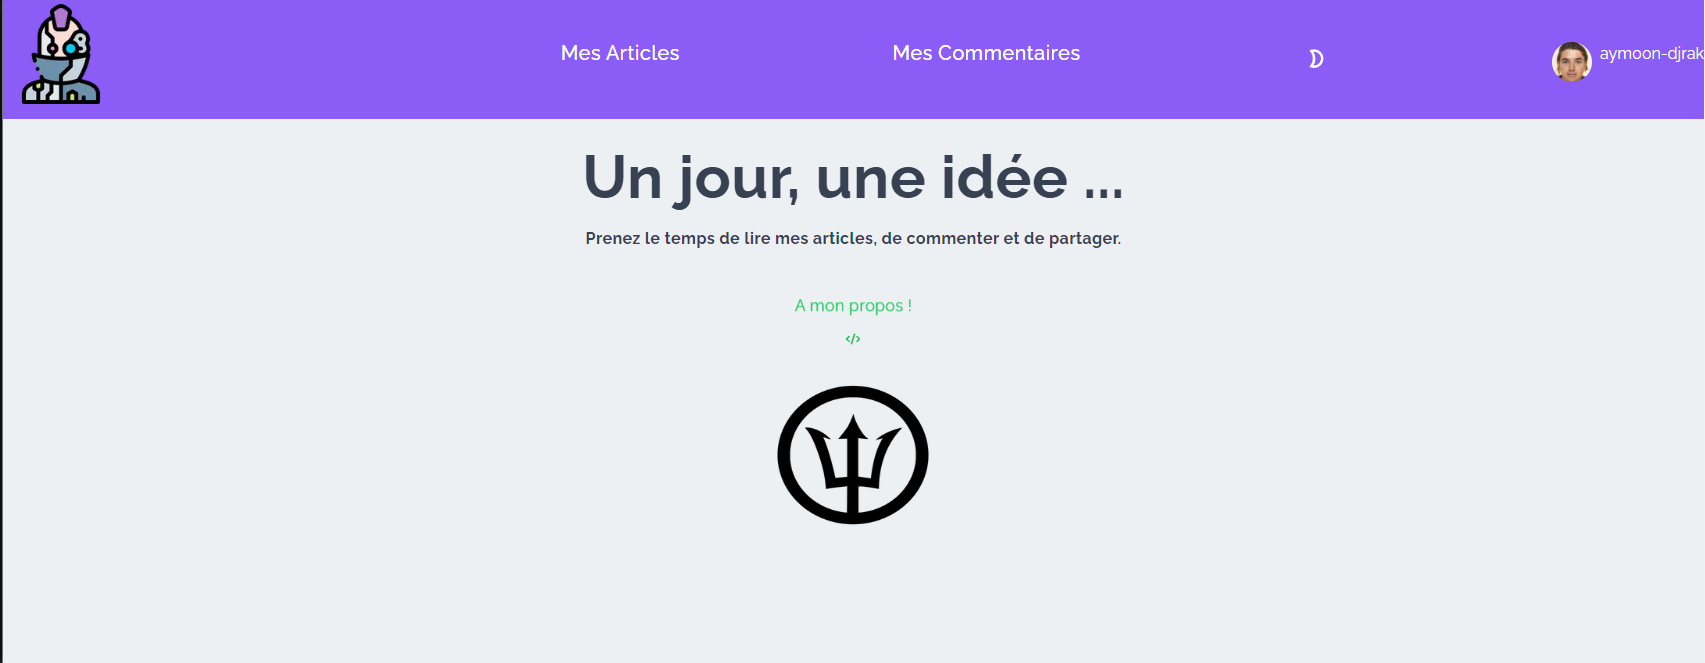 Mes Articles
Mes Commentaires
aymoon-djrak
Un jour, une idée ...
Prenez le temps de lire mes articles, de commenter et de partager.
A mon propos !
</>